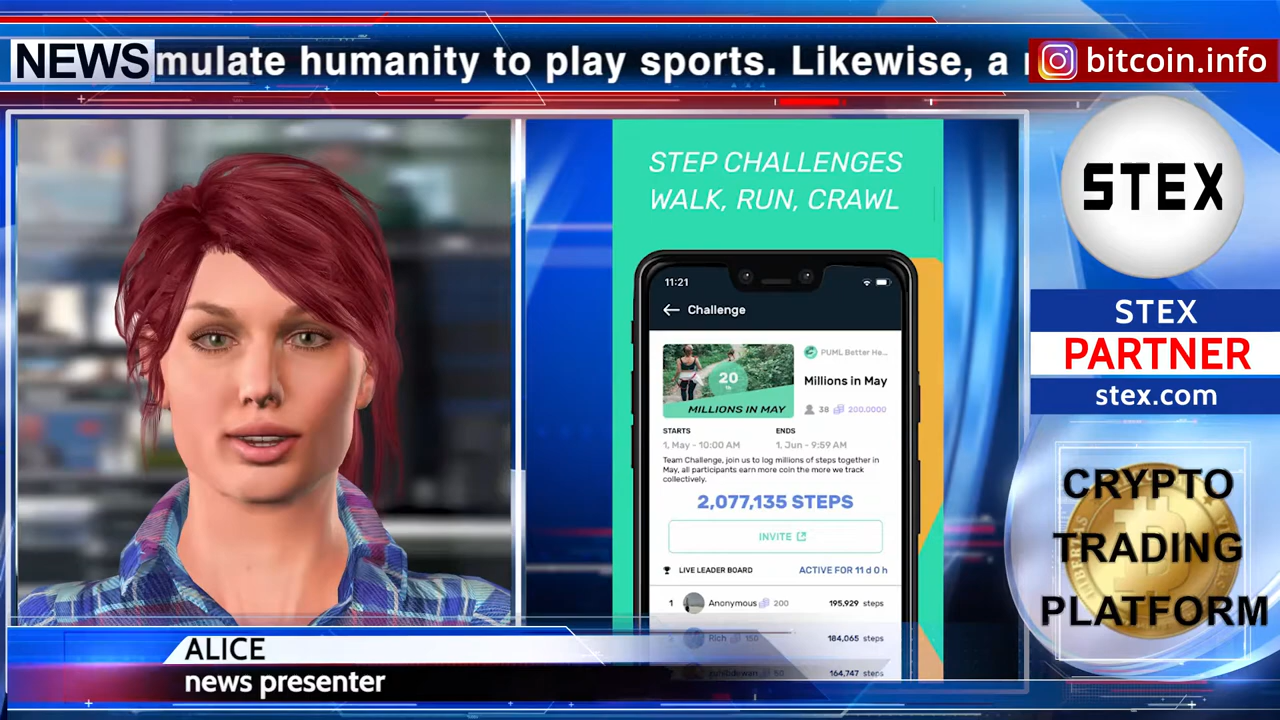 NEWS
mulate humanity to play sports. Likewise, a
bitcoin.info
STEP CHALLENGES
WALK, RUN, CRAWL
11:21
Challenge
PUML Better He...
20
Millions in May
MILLIONS IN MAY
38 200,0000
STARTS
ENDS
1, May - 10:00 AM
1, Jun - 9:59 AM
Team Challenge, join us to log millions of steps together in
May, all participants earn more coin the more we track
collectively.
2,077,135 STEPS
INVITE
LIVE LEADER BOARD
ACTIVE FOR 11 d 0 h
1 Anonymous 200 195,929 steps
Rich 150 184,065 steps
50 164,747 steps
ALICE
news presenter
STEX
STEX
PARTNER
stex.com
CRYPTO
TRADING
PLATFORM